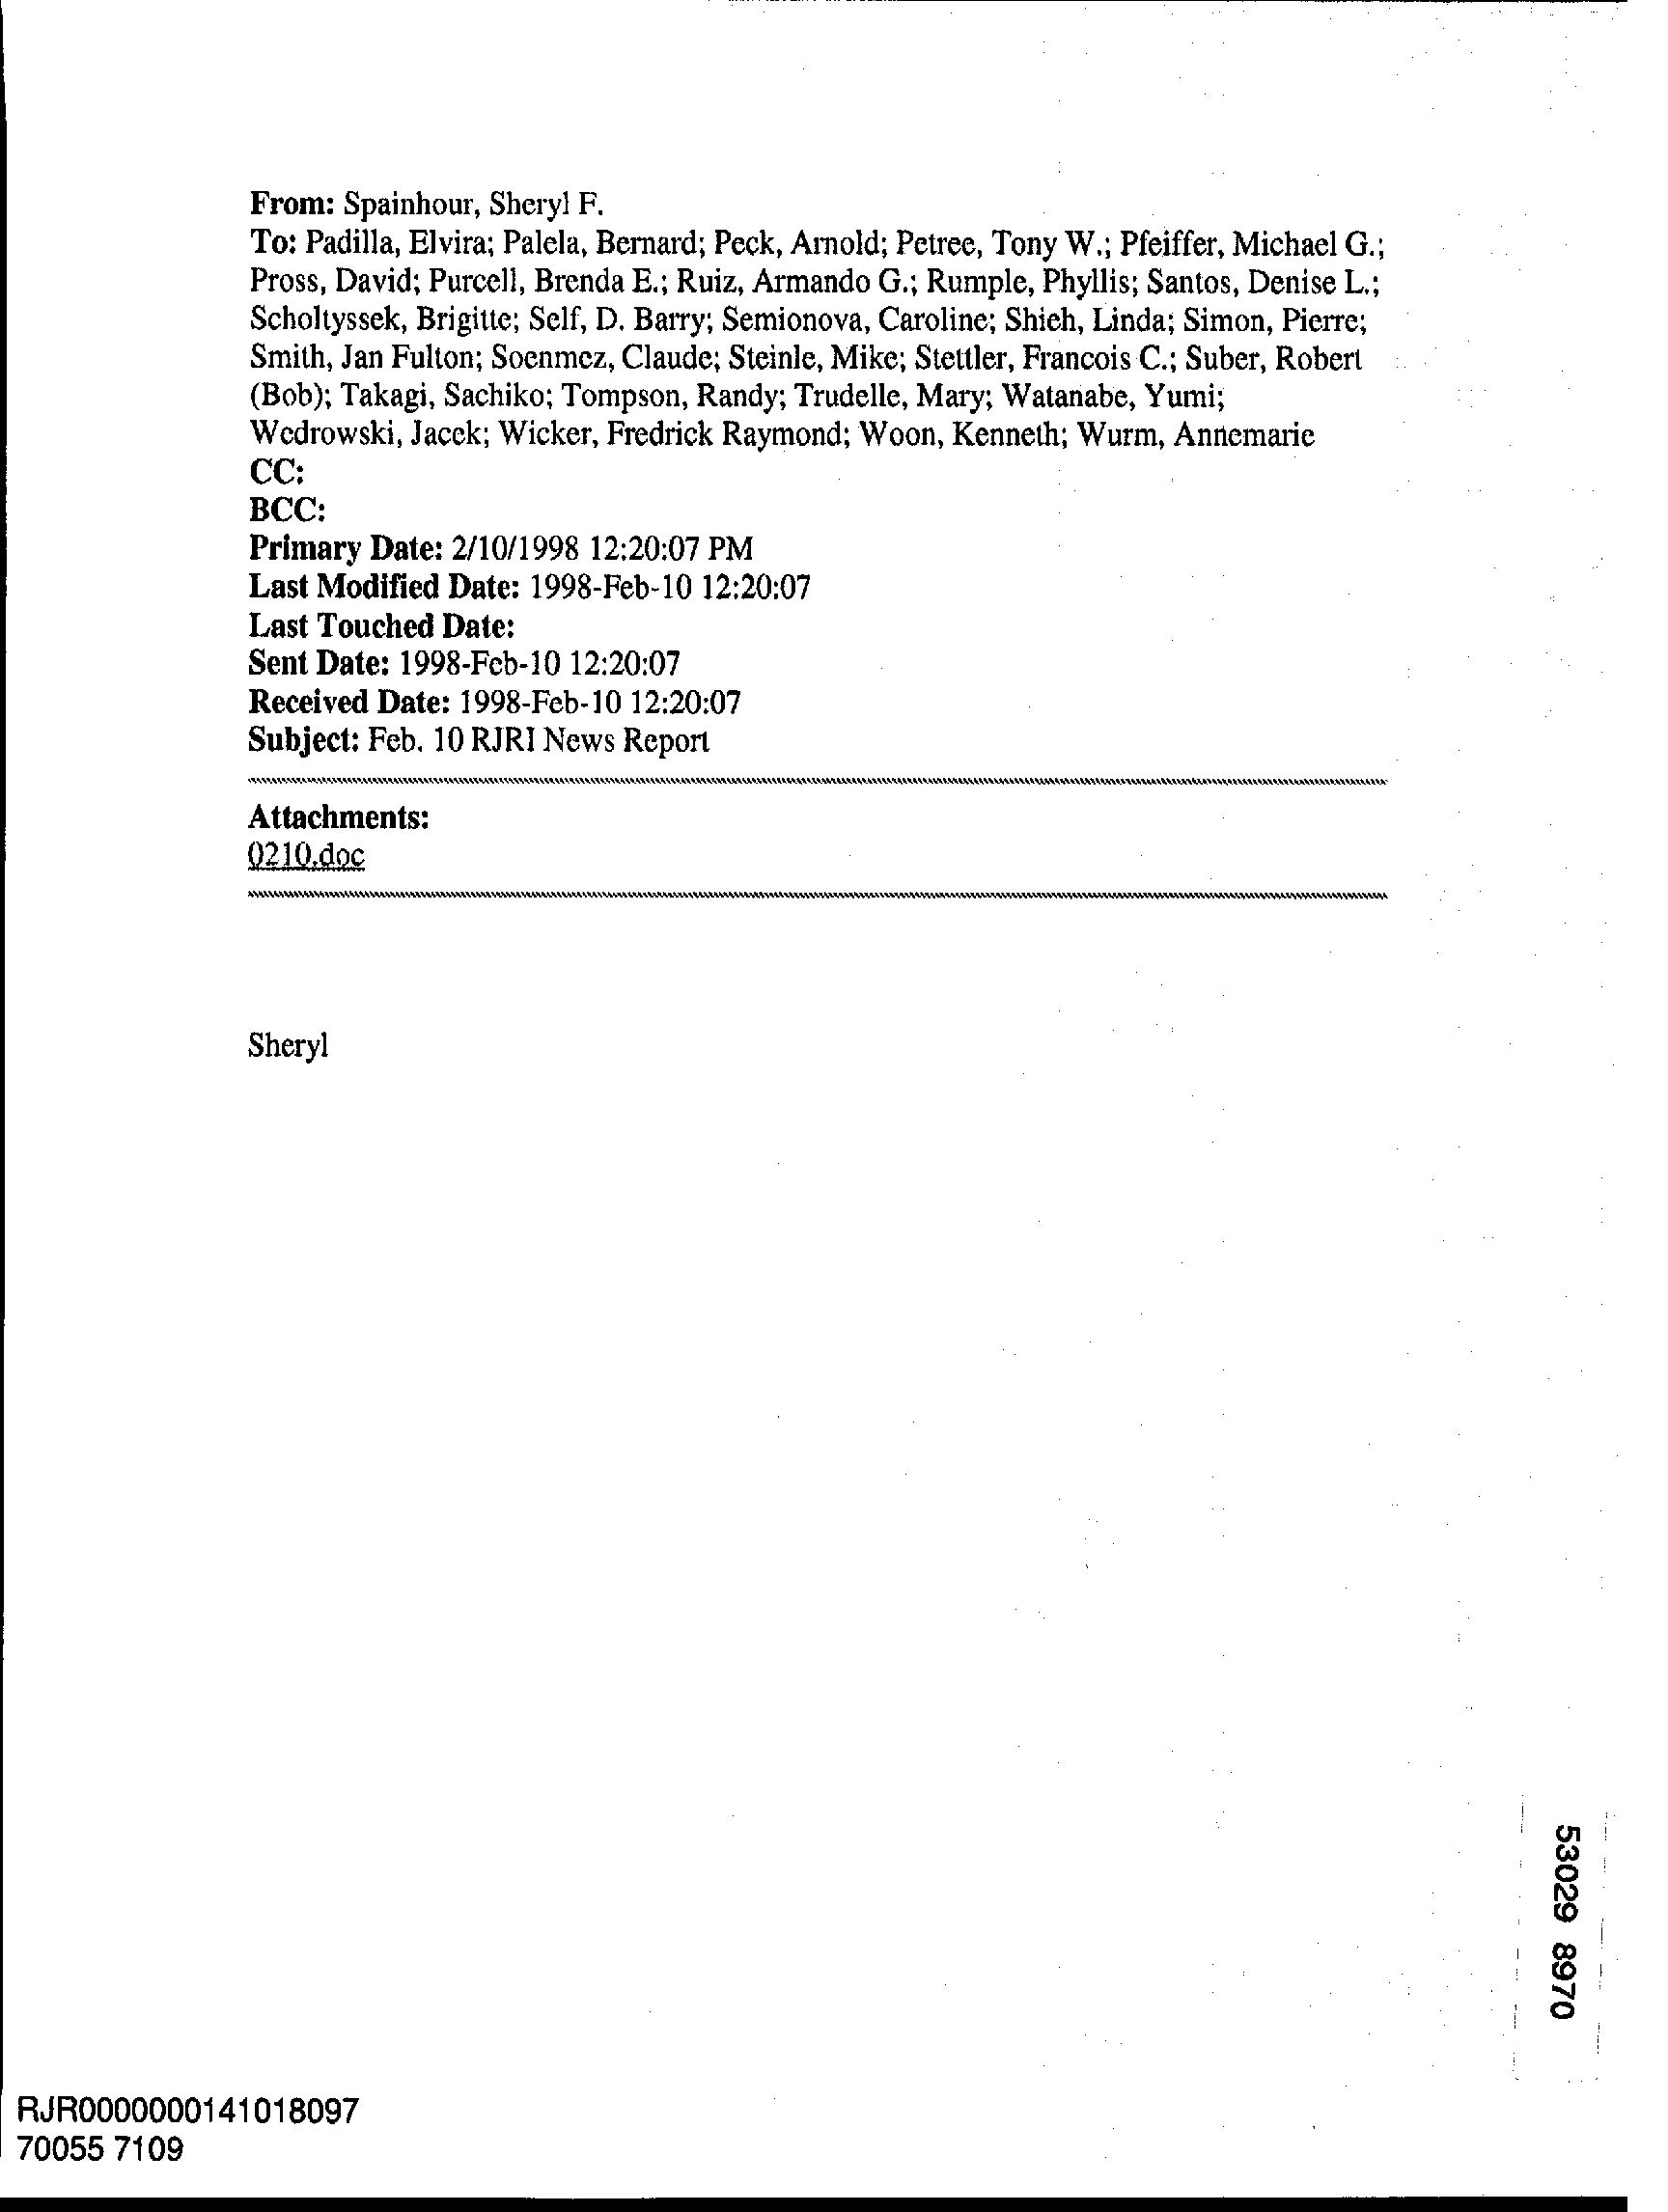 From: Spainhour, Sheryl F.
To: Padilla, Elvira; Palela, Bernard; Peck, Arnold; Petree, Tony W.; Pfeiffer, Michael G.;
Pross, David; Purcell, Brenda E.; Ruiz, Armando G.; Rumple, Phyllis; Santos, Denise L.;
Scholtyssek, Brigitte; Self, D. Barry; Semionova, Caroline; Shieh, Linda; Simon, Pierre;
Smith, Jan Fulton; Soenmez, Claude; Steinle, Mike; Stettler, Francois C.; Suber, Robert
(Bob); Takagi, Sachiko; Tompson, Randy; Trudelle, Mary; Watanabe, Yumi;
Wedrowski, Jacek; Wicker, Fredrick Raymond; Woon, Kenneth; Wurm, Annemarie
CC:
BCC:
Primary Date: 2/10/1998 12:20:07 PM
Last Modified Date: 1998-Feb-10 12:20:07
Last Touched Date:
Sent Date: 1998-Feb-10 12:20:07
Received Date: 1998-Feb-10 12:20:07
Subject: Feb. 10 RJRI News Report
Attachments:
0210.doc
Sheryl
53029 8970
RJR0000000141018097
70055 7109